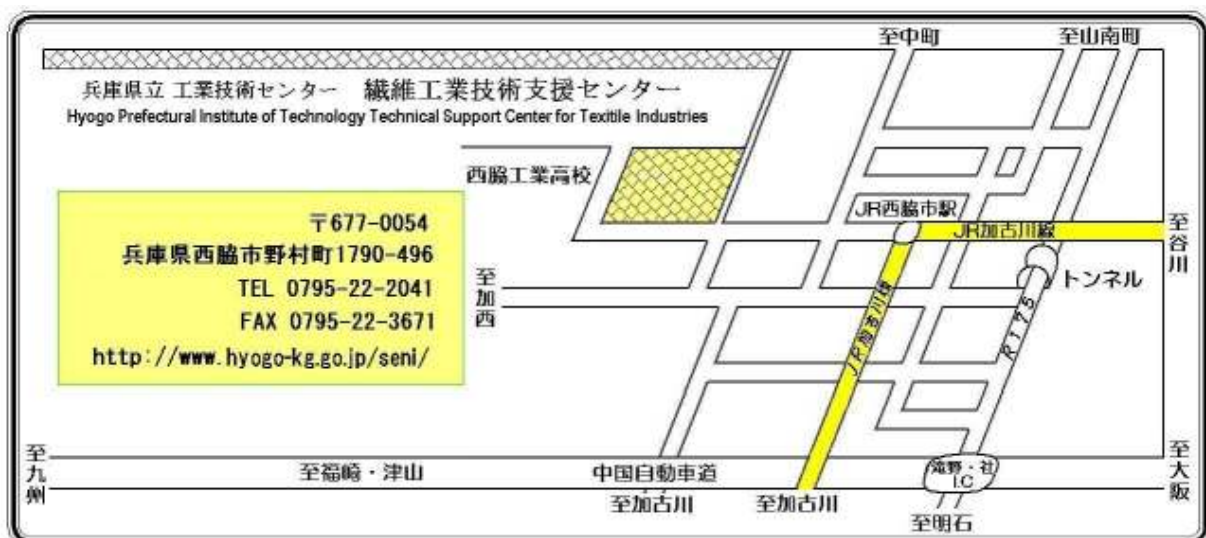 至中町
至山南町
兵庫県立 工業技術センター 繊維工業技術支援センター
Hyogo Prefectural Institute of Technology Technical Support Center for Texitile Industries
西脇工業高校
〒677-0054
兵庫県西脇市野村町1790-496
TEL 0795-22-2041
FAX 0795-22-3671
http://www.hyogo-kg.go.jp/seni/
JR西脇市駅
JR加古川線
至谷川
至加西
トンネル
JR加古川線
R175
至九州
至福崎・津山
中国自動車道
滝野・社
I.C
至大阪
至加古川
至加古川
至明石